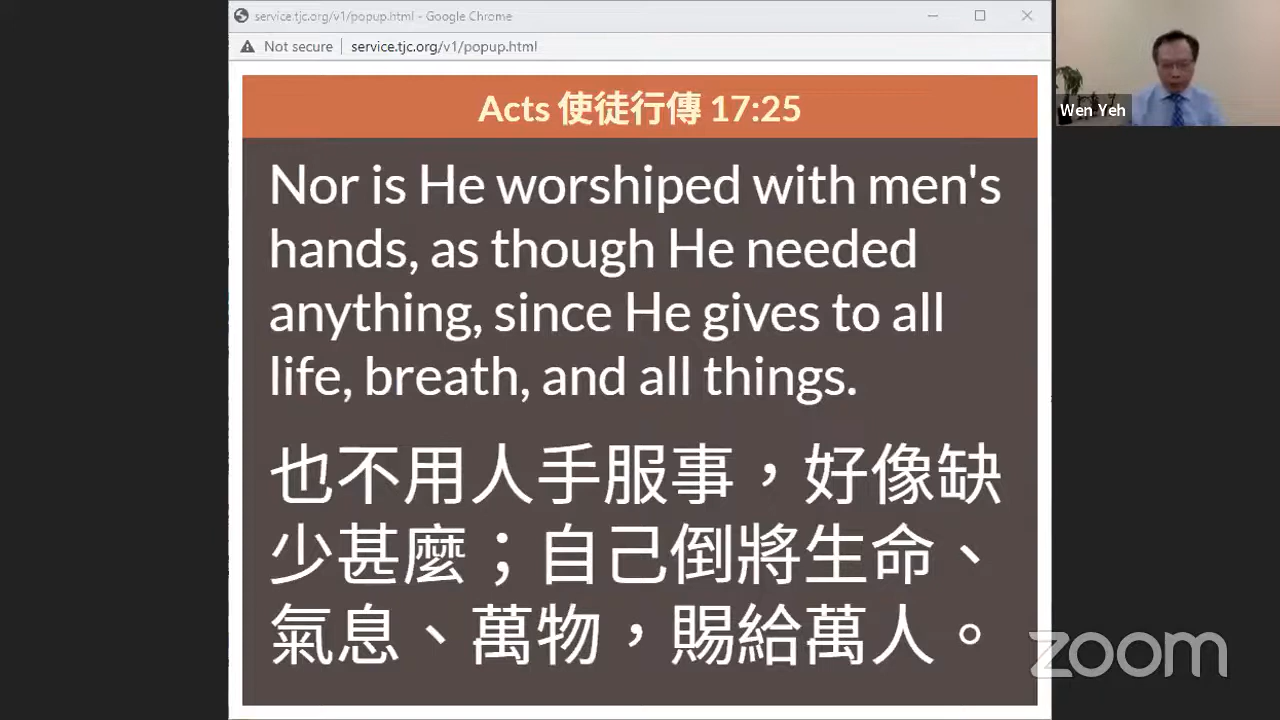 service.tjc.org/v1/popup.html - Google Chrome
Not secure | service.tjc.org/v1/popup.html
Acts 使徒行傳 17:25
Nor is He worshiped with men's
hands, as though He needed
anything, since He gives to all
life, breath, and all things.
也不用人手服事，好像缺
少甚麼；自己倒將生命、
氣息、萬物，賜給萬人。
Wen Yeh
zoom